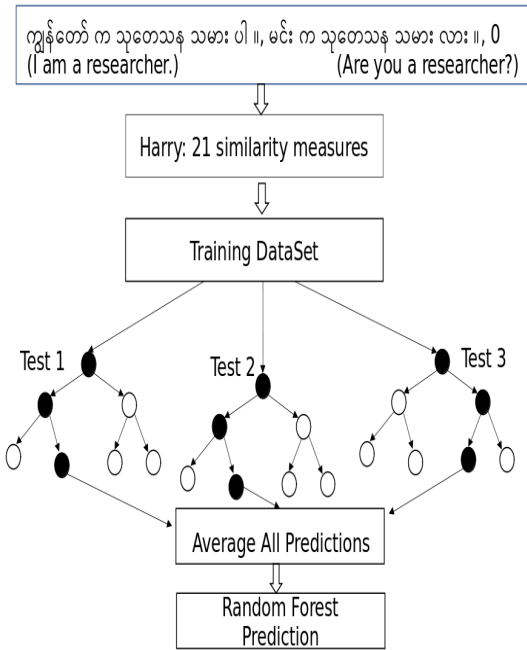 ကျွန်တော် က သုတေသန သမား ပါ ။, မင်း က သုတေသန သမား လား ။, 0
(I am a researcher.) (Are you a researcher?)
Harry: 21 similarity measures
Training DataSet
Test 1
Test 2
Test 3
Average All Predictions
Random Forest
Prediction